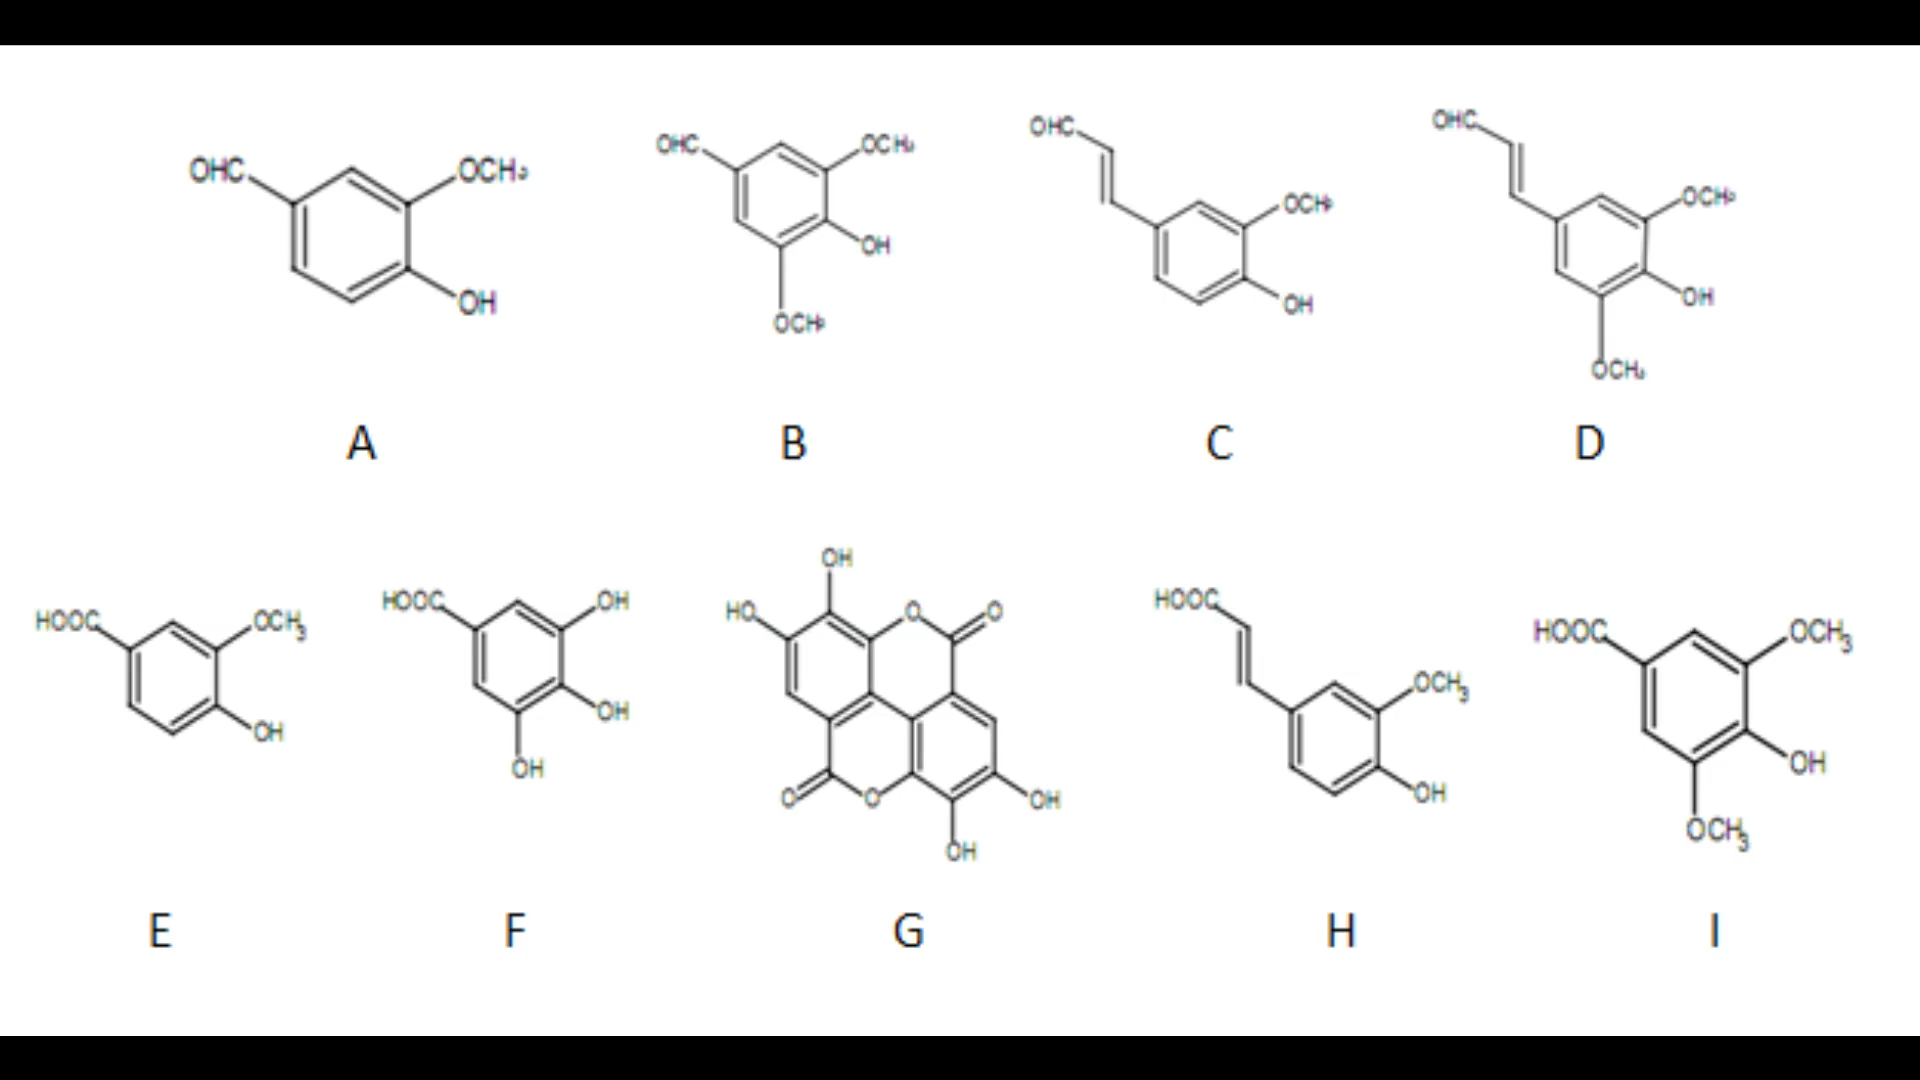 OHC OCH₃ OH
OHC OCH₃ OH OCH₃
OHC OCH₃ OH
OHC OCH₃ OH OCH₃
A B C D
HOOC OCH₃ OH
HOOC OH OH OH
OH HO O O O O OH OH
HOOC OCH₃ OH
HOOC OCH₃ OH OCH₃
E F G H I